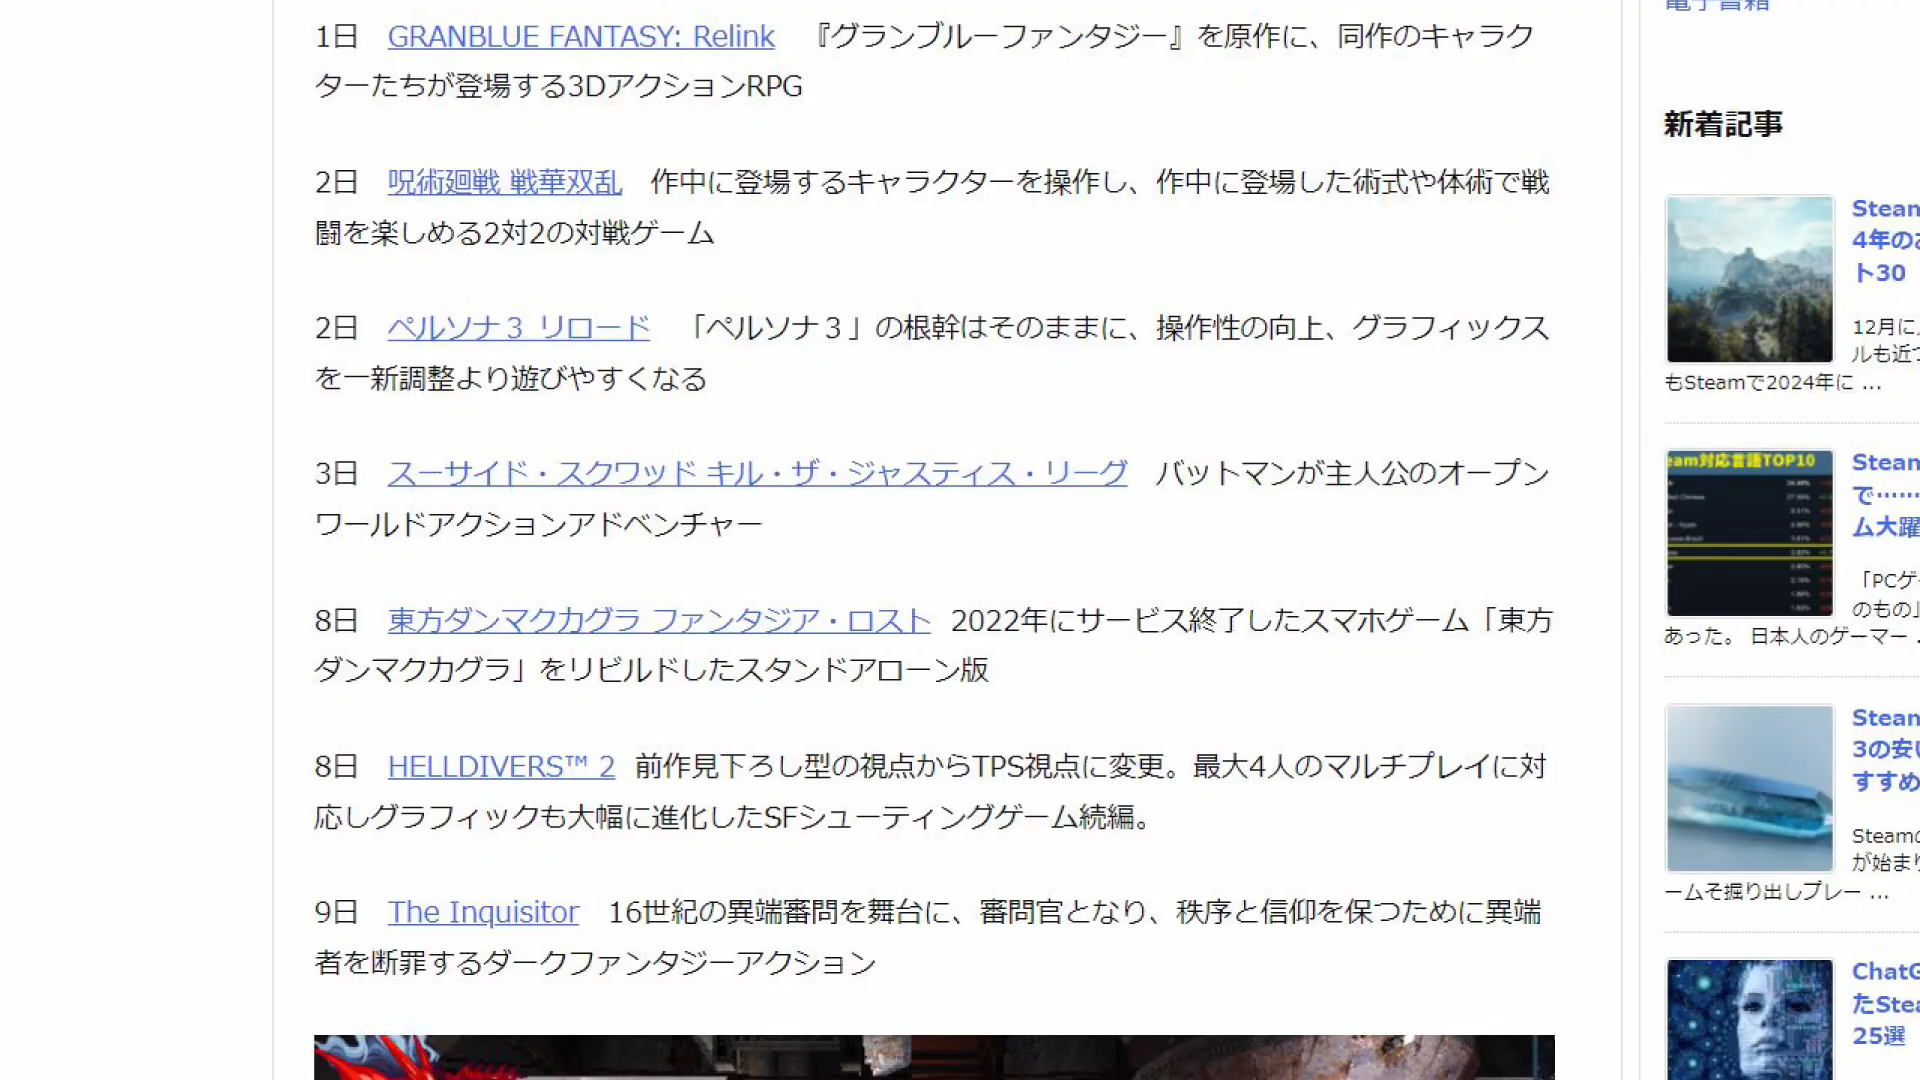 1日 GRANBLUE FANTASY: Relink 『グランブルーファンタジー』を原作に、同作のキャラク
ターたちが登場する3DアクションRPG
2日 呪術廻戦 戦華双乱 作中に登場するキャラクターを操作し、作中に登場した術式や体術で戦
闘を楽しめる2対2の対戦ゲーム
2日 ペルソナ３ リロード 「ペルソナ３」の根幹はそのままに、操作性の向上、グラフィックス
を一新調整より遊びやすくなる
3日 スーサイド・スクワッド キル・ザ・ジャスティス・リーグ バットマンが主人公のオープン
ワールドアクションアドベンチャー
8日 東方ダンマクカグラ ファンタジア・ロスト 2022年にサービス終了したスマホゲーム「東方
ダンマクカグラ」をリビルドしたスタンドアローン版
8日 HELLDIVERS™ 2 前作見下ろし型の視点からTPS視点に変更。最大4人のマルチプレイに対
応しグラフィックも大幅に進化したSFシューティングゲーム続編。
9日 The Inquisitor 16世紀の異端審問を舞台に、審問官となり、秩序と信仰を保つために異端
者を断罪するダークファンタジーアクション
電子書籍
新着記事
Steam
4年のお
ト30
12月に
ルも近づ
もSteamで2024年に ...
eam対応言語TOP10
Steam
で……
ム大躍
「PCゲ
のもの」
あった。 日本人のゲーマー
Steam
3の安い
すすめ
Steamの
が始まり
ームそ掘り出しプレー ...
ChatG
たStea
25選